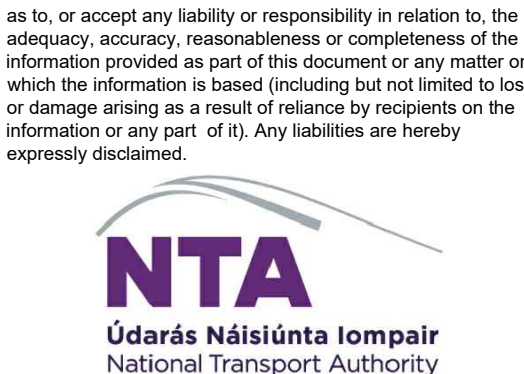 as to, or accept any liability or responsibility in relation to, the
adequacy, accuracy, reasonableness or completeness of the
information provided as part of this document or any matter on
which the information is based (including but not limited to los
or damage arising as a result of reliance by recipients on the
information or any part of it). Any liabilities are hereby
expressly disclaimed.
NTA
Údarás Náisiúnta Iompair
National Transport Authority